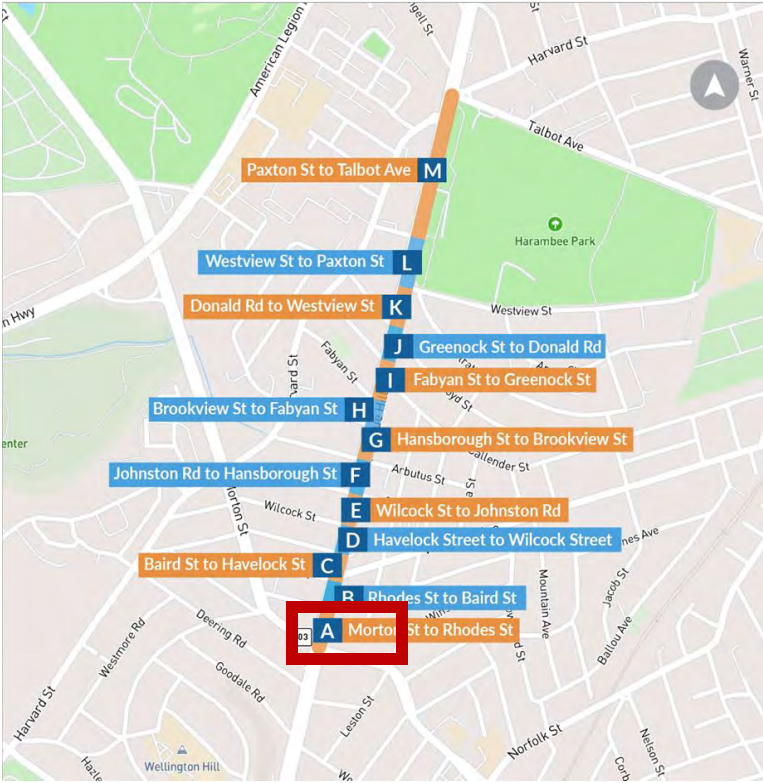 American Legion
Harvard St
Warner St
Talbot Ave
Paxton St to Talbot Ave M
Harambee Park
Westview St to Paxton St L
Donald Rd to Westview St K
Westview St
n Hwy
J Greenock St to Donald Rd
Fabyan St
I Fabyan St to Greenock St
Brookview St to Fabyan St H
G Hansborough St to Brookview St
enter
Johnston Rd to Hansborough St F
Arbutus St
Wilcock St
E Wilcock St to Johnston Rd
D Havelock Street to Wilcock Street
Baird St to Havelock St C
B Rhodes St to Baird St
Mountain Ave
Jacob St
03 A Morton St to Rhodes St
Deering Rd
Westmore Rd
Ballou Ave
Goodale Rd
Harvard St
Leston St
Norfolk St
Nelson St
Wellington Hill